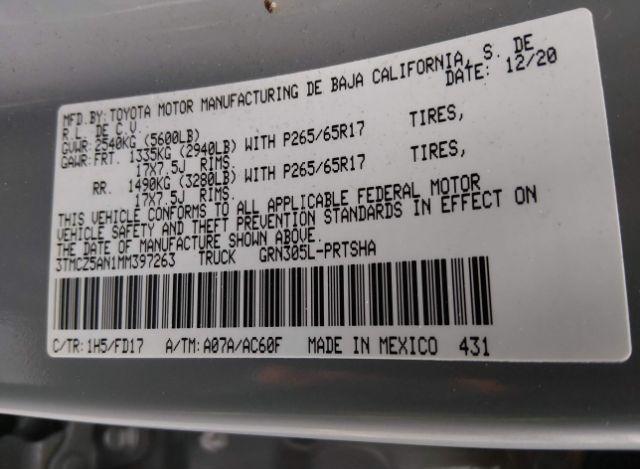 MFD.BY:TOYOTA MOTOR MANUFACTURING DE BAJA CALIFORNIA, S. DE
R.L. DE C.V. DATE: 12/20
GVWR:2540KG (5600LB)
GAWR:FRT. 1335KG (2940LB) WITH P265/65R17 TIRES,
17X7.5J RIMS.
RR. 1490KG (3280LB) WITH P265/65R17 TIRES,
17X7.5J RIMS.
THIS VEHICLE CONFORMS TO ALL APPLICABLE FEDERAL MOTOR
VEHICLE SAFETY AND THEFT PREVENTION STANDARDS IN EFFECT ON
THE DATE OF MANUFACTURE SHOWN ABOVE.
3TMCZ5AN1MM397263 TRUCK GRN305L-PRTSHA
C/TR:1H5/FD17 A/TM:A07A/AC60F MADE IN MEXICO 431